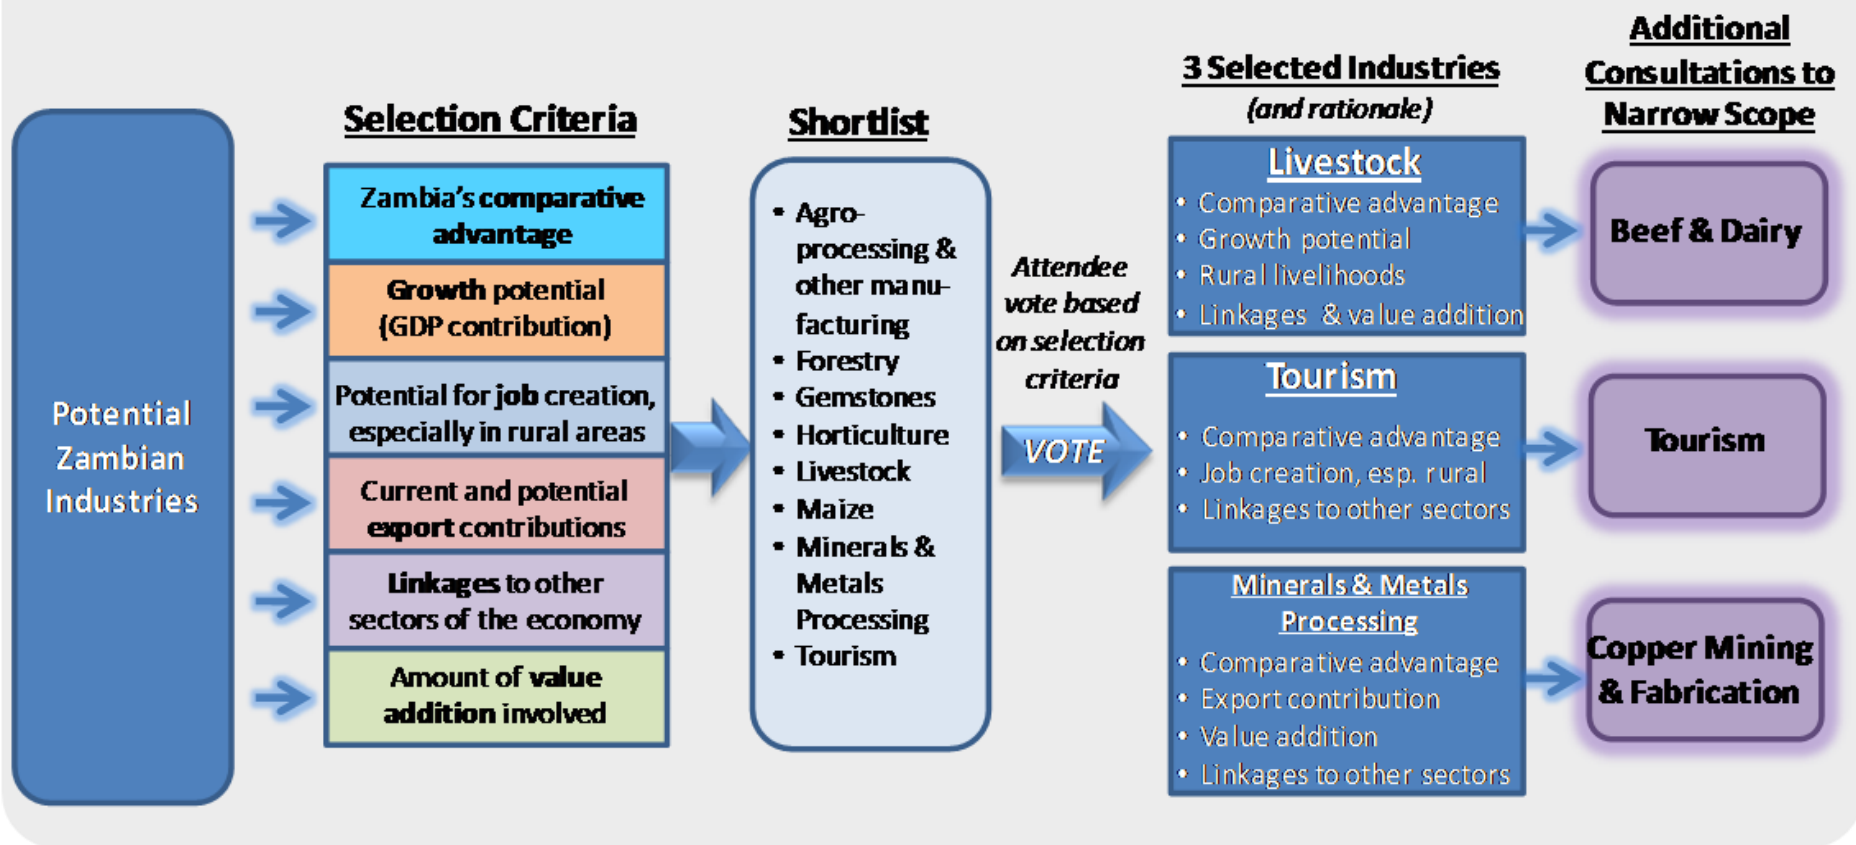 Potential
Zambian
Industries
Selection Criteria
Zambia's comparative
advantage
Growth potential
(GDP contribution)
Potential for job creation,
especially in rural areas
Current and potential
export contributions
Linkages to other
sectors of the economy
Amount of value
addition involved
Shortlist
• Agro-
processing &
other manu-
facturing
• Forestry
• Gemstones
• Horticulture
• Livestock
• Maize
• Minerals &
Metals
Processing
• Tourism
Attendee
vote based
on selection
criteria
VOTE
3 Selected Industries
(and rationale)
Livestock
• Comparative advantage
• Growth potential
• Rural livelihoods
• Linkages & value addition
Tourism
• Comparative advantage
• Job creation, esp. rural
• Linkages to other sectors
Minerals & Metals
Processing
• Comparative advantage
• Export contribution
• Value addition
• Linkages to other sectors
Additional
Consultations to
Narrow Scope
Beef & Dairy
Tourism
Copper Mining
& Fabrication